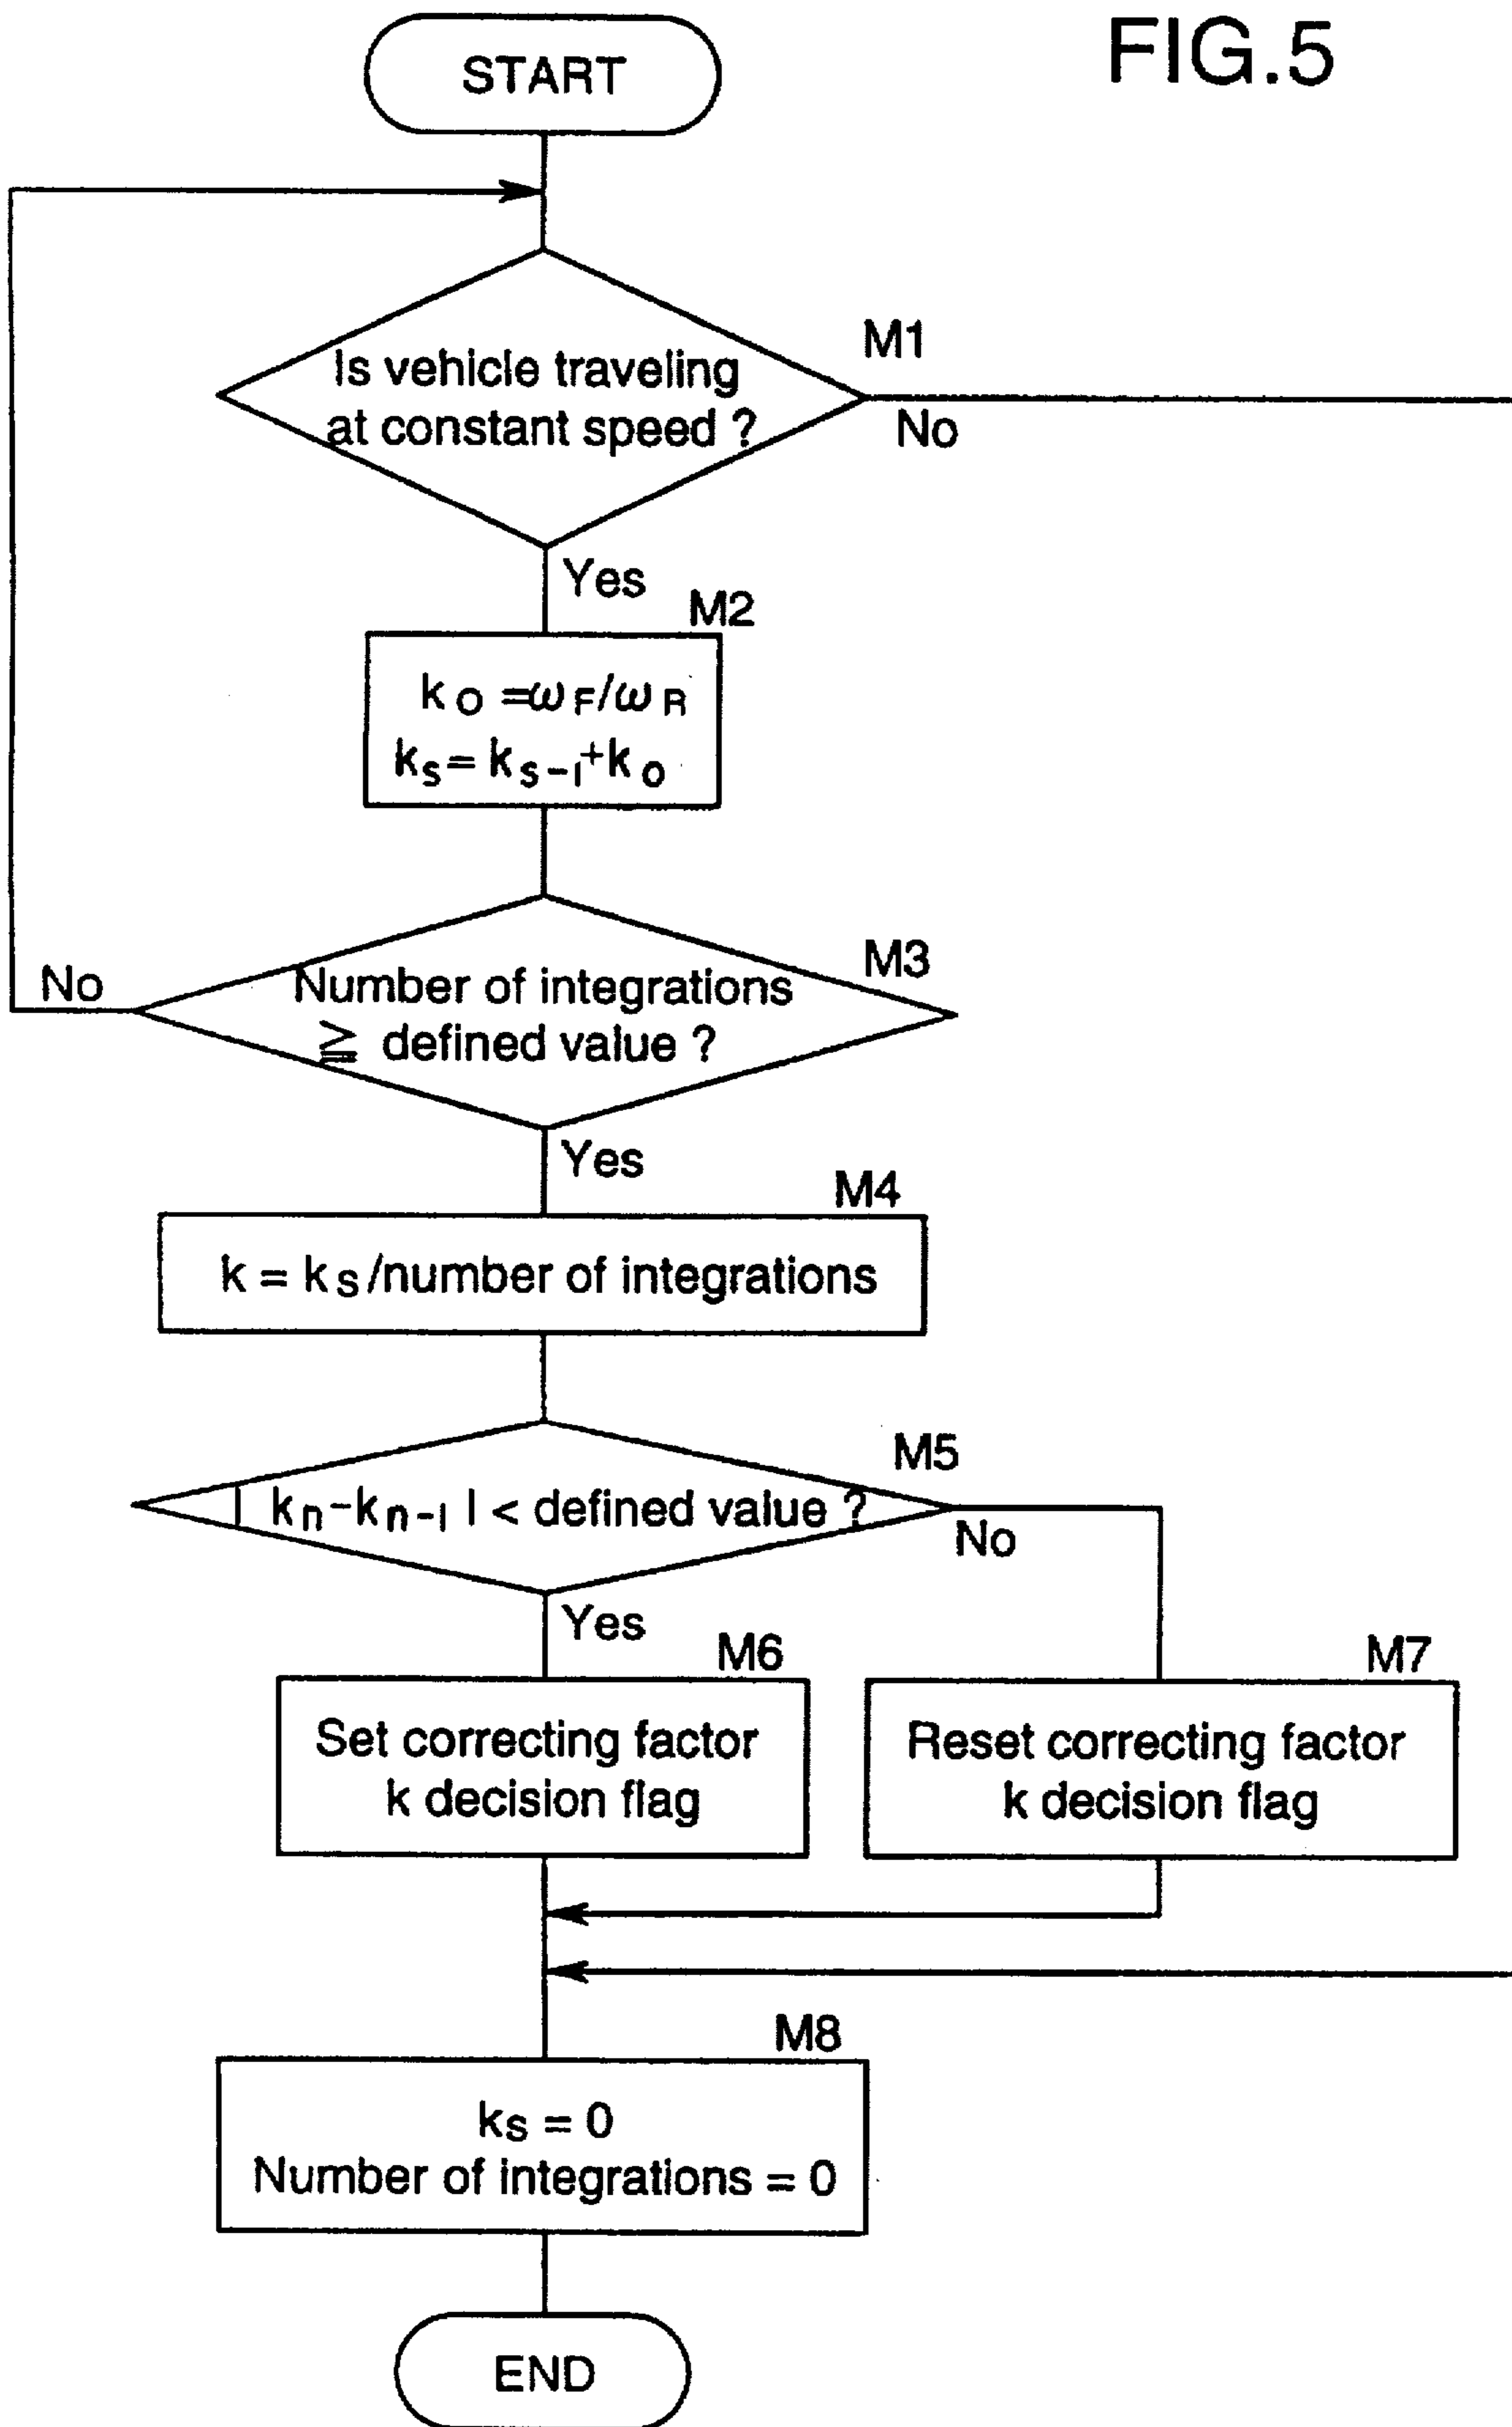 FIG.5
START
Is vehicle traveling
at constant speed ?
M1
No
Yes
M2
k O =ωF/ωR
ks = ks-1+ko
M3
Number of integrations
≧ defined value ?
No
Yes
M4
k = ks/number of integrations
M5
| kn-kn-1 | < defined value ?
No
Yes
M6
Set correcting factor
k decision flag
M7
Reset correcting factor
k decision flag
M8
ks = 0
Number of integrations = 0
END